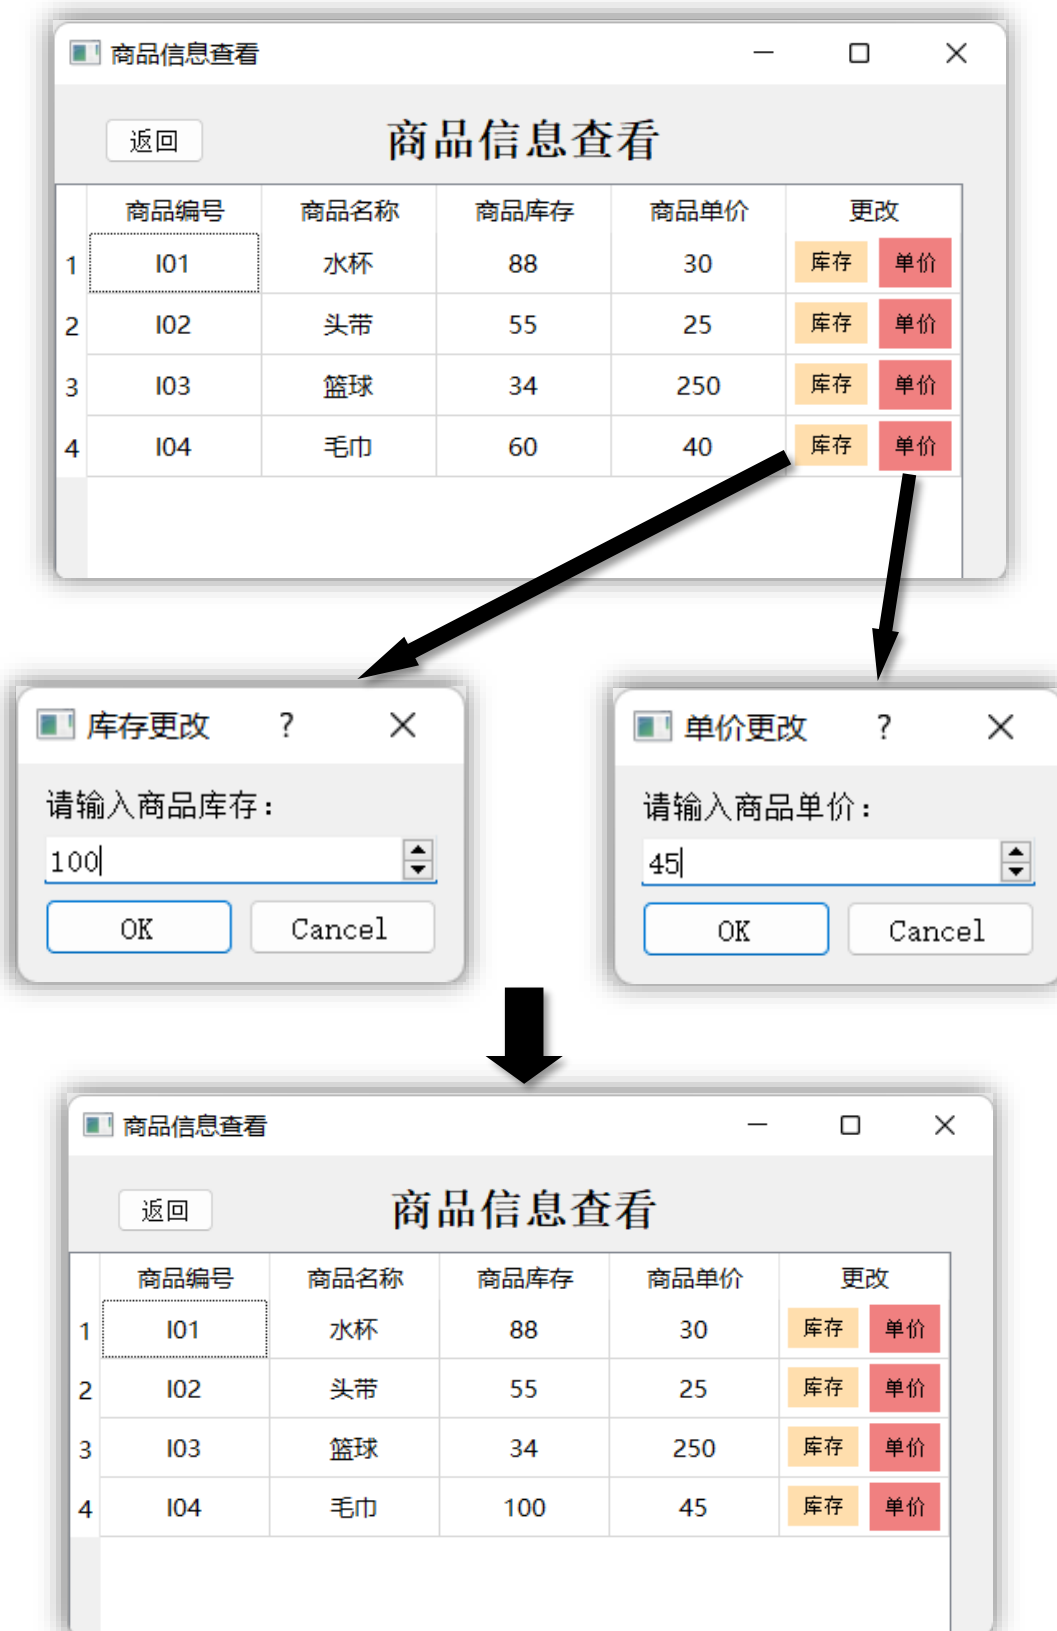 商品信息查看
返回 商品信息查看
商品编号 商品名称 商品库存 商品单价 更改
1 I01 水杯 88 30 库存 单价
2 I02 头带 55 25 库存 单价
3 I03 篮球 34 250 库存 单价
4 I04 毛巾 60 40 库存 单价
库存更改 ?
请输入商品库存:
100
OK Cancel
单价更改 ?
请输入商品单价:
45
OK Cancel
商品信息查看
返回 商品信息查看
商品编号 商品名称 商品库存 商品单价 更改
1 I01 水杯 88 30 库存 单价
2 I02 头带 55 25 库存 单价
3 I03 篮球 34 250 库存 单价
4 I04 毛巾 100 45 库存 单价